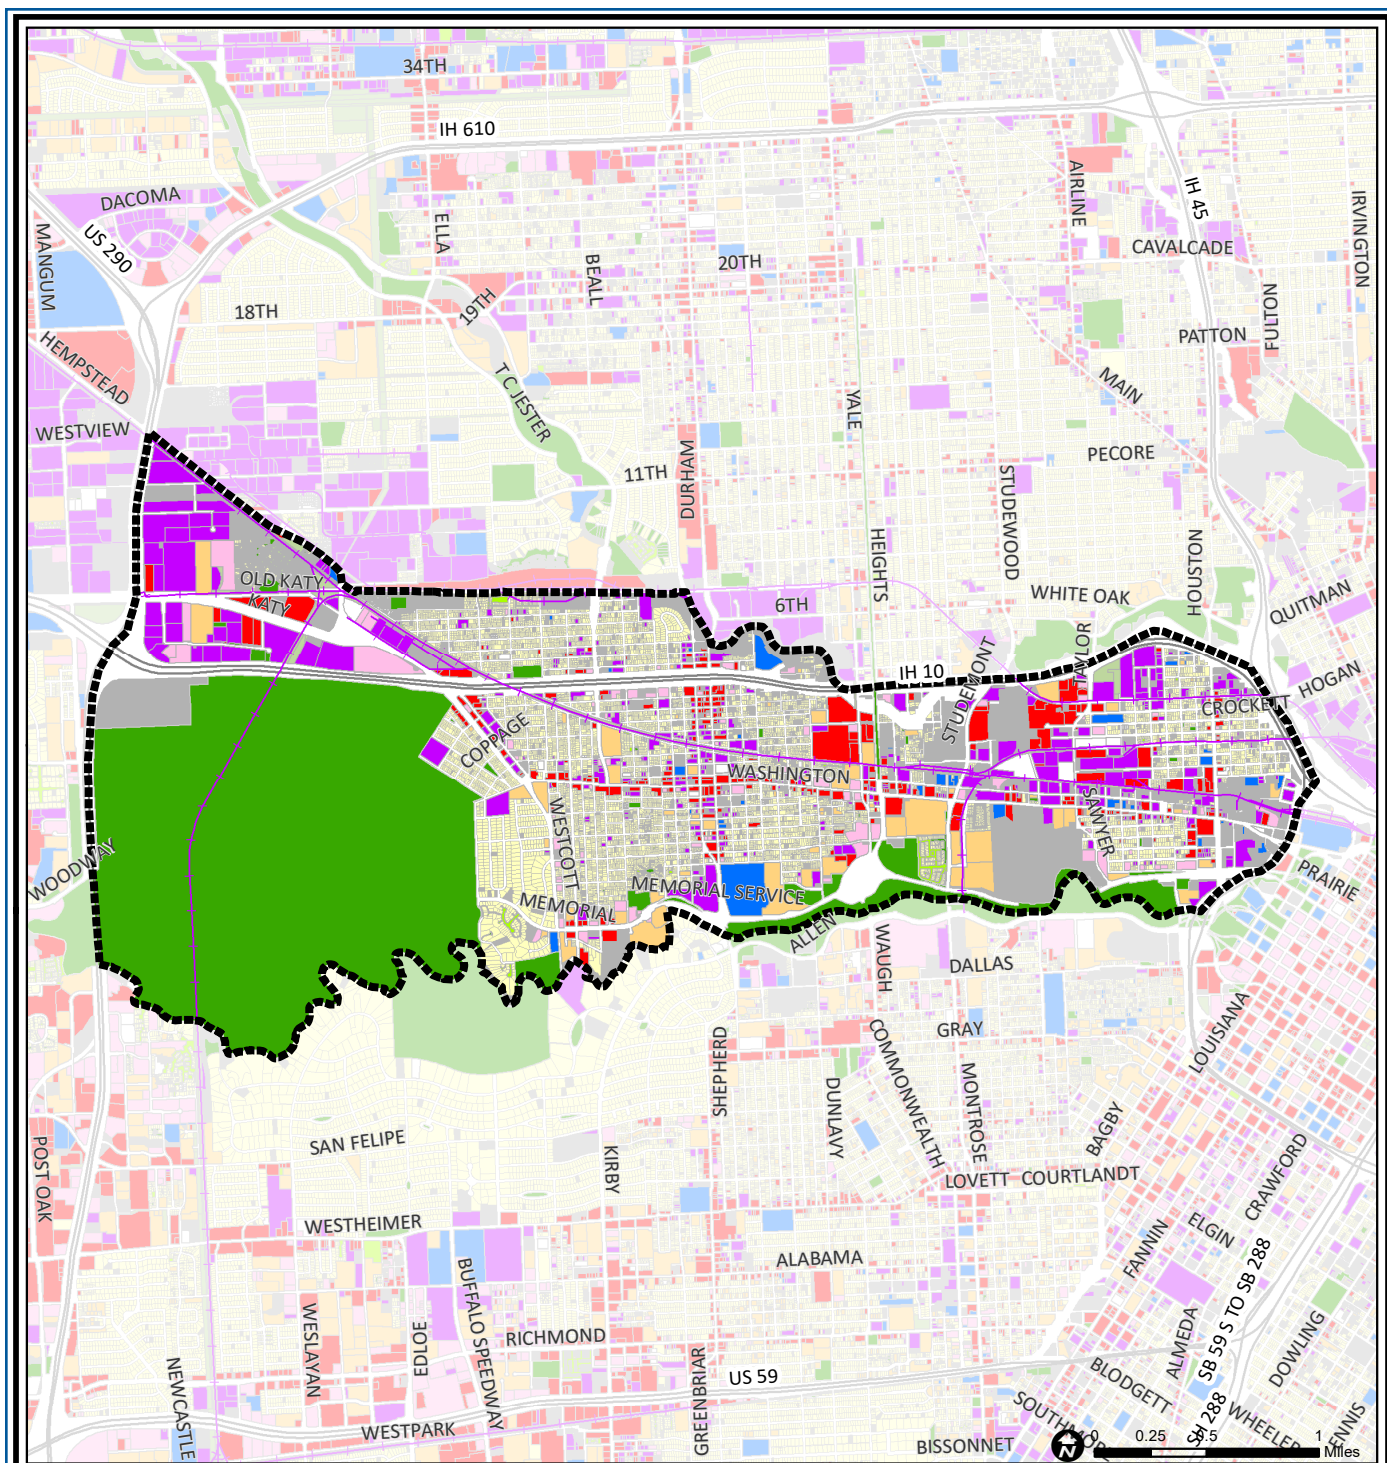 34TH
IH 610
DACOMA
AIRLINE
IH 45
IRVINGTON
MANGUM
US 290
ELLA
BEALL
20TH
CAVALCADE
18TH
19TH
FULTON
PATTON
HEMPSTEAD
T C JESTER
MAIN
YALE
WESTVIEW
DURHAM
11TH
PECORE
STUDEWOOD
HEIGHTS
HOUSTON
OLD KATY
KATY
6TH
WHITE OAK
QUITMAN
TAYLOR
IH 10
STUDEMONT
HOGAN
CROCKETT
COPPAGE
WASHINGTON
WESTCOTT
SAWYER
WOODWAY
MEMORIAL SERVICE
MEMORIAL
PRAIRIE
ALLEN
WAUGH
DALLAS
LOUISIANA
GRAY
SHEPHERD
COMMONWEALTH
DUNLAVY
MONTROSE
BAGBY
SAN FELIPE
POST OAK
KIRBY
LOVETT
COURTLANDT
CRAWFORD
WESTHEIMER
ELGIN
FANNIN
ALABAMA
BUFFALO SPEEDWAY
SB 59 S TO SB 288
WESLAYAN
EDLOE
RICHMOND
ALMEDA
DOWLING
NEWCASTLE
GREENBRIAR
US 59
BLODGETT
WESTPARK
SOUTHMORE
WHEELER
ENNIS
SH 288
BISSONNET
N
0 0.25 0.5 1
Miles